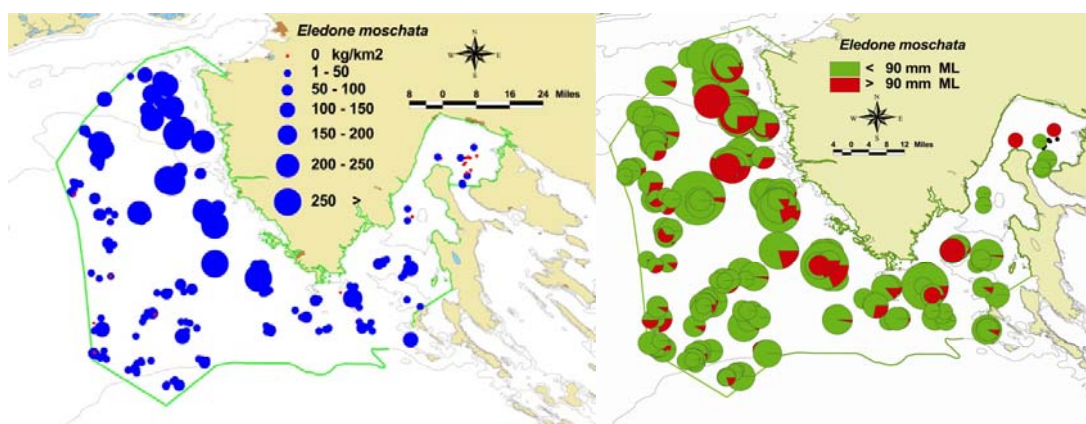 Eledone moschata
0 kg/km2
1 - 50
50 - 100
100 - 150
150 - 200
200 - 250
250 >
N
W E
S
8 0 8 16 24 Miles
Eledone moschata
< 90 mm ML
> 90 mm ML
N
W E
S
4 0 4 8 12 Miles